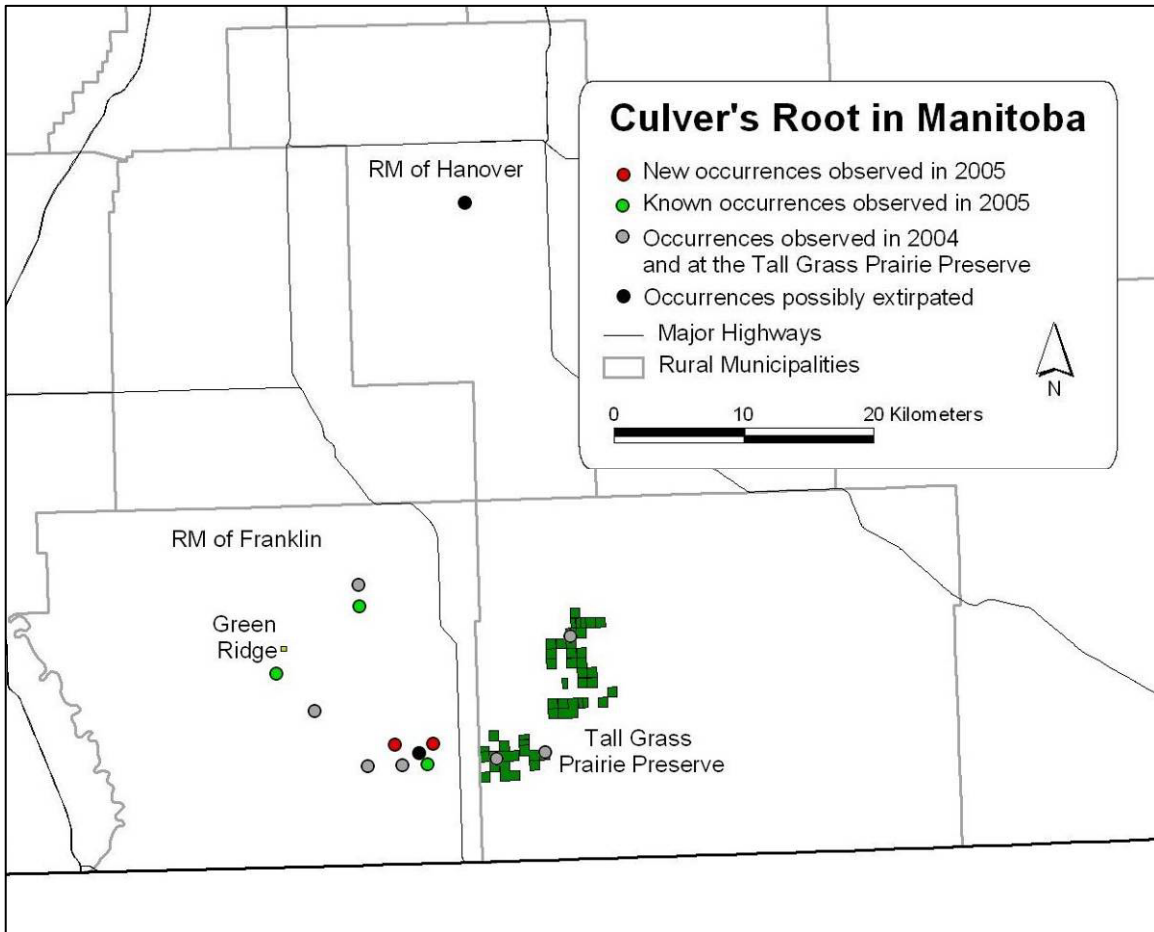 Culver's Root in Manitoba
New occurrences observed in 2005
Known occurrences observed in 2005
Occurrences observed in 2004
and at the Tall Grass Prairie Preserve
Occurrences possibly extirpated
Major Highways
Rural Municipalities
N
0 10 20 Kilometers
RM of Hanover
RM of Franklin
Green
Ridge
Tall Grass
Prairie Preserve